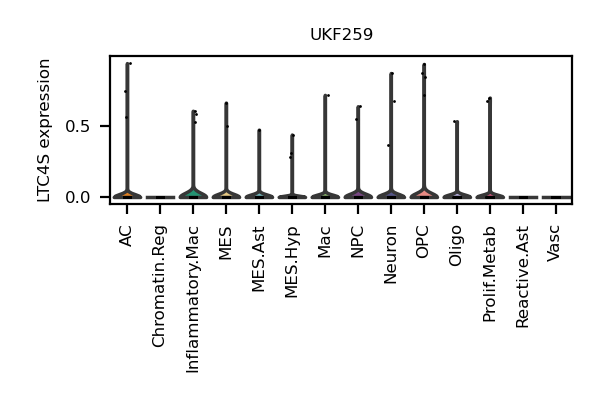 UKF259
LTC4S expression
0.5
0.0
AC
Chromatin.Reg
Inflammatory.Mac
MES
MES.Ast
MES.Hyp
Mac
NPC
Neuron
OPC
Oligo
Prolif.Metab
Reactive.Ast
Vasc